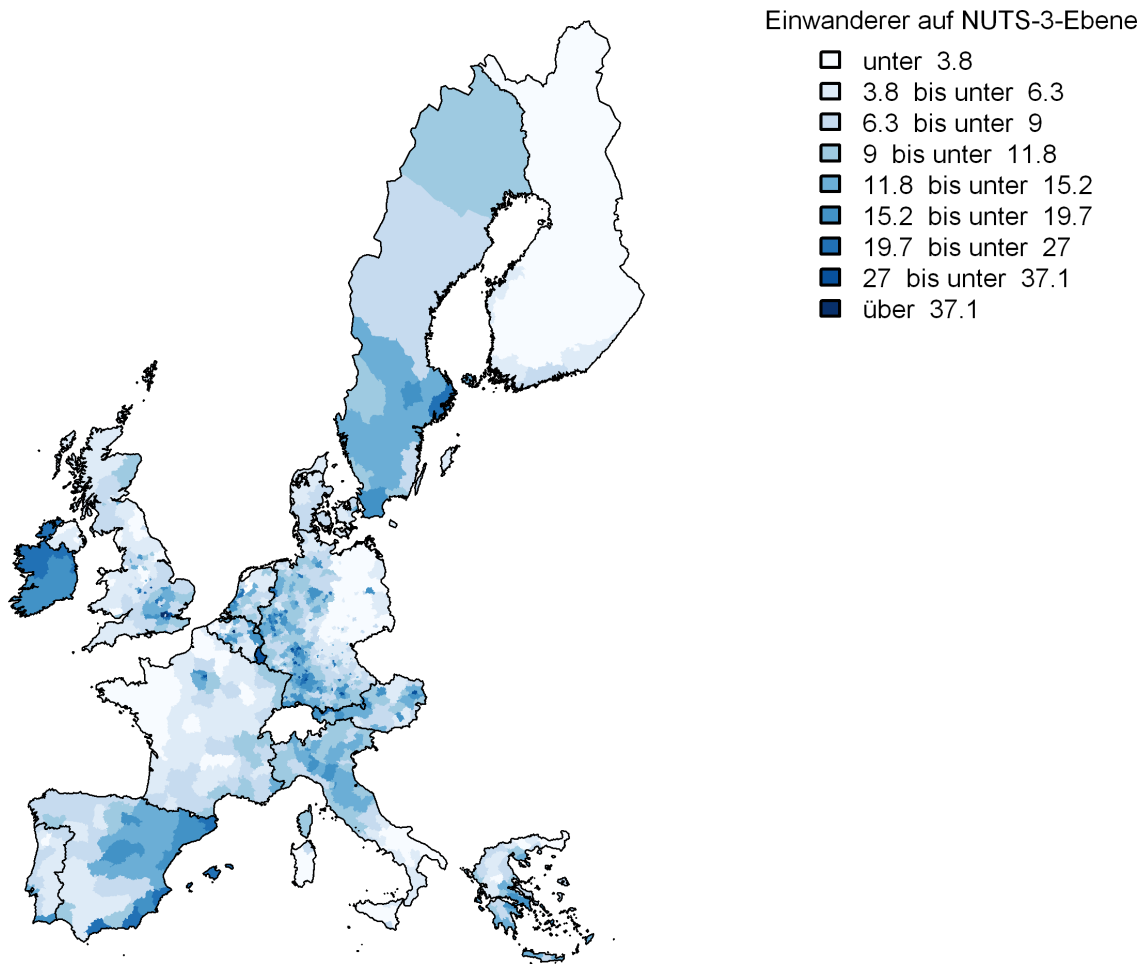 Einwanderer auf NUTS-3-Ebene
unter 3.8
3.8 bis unter 6.3
6.3 bis unter 9
9 bis unter 11.8
11.8 bis unter 15.2
15.2 bis unter 19.7
19.7 bis unter 27
27 bis unter 37.1
über 37.1